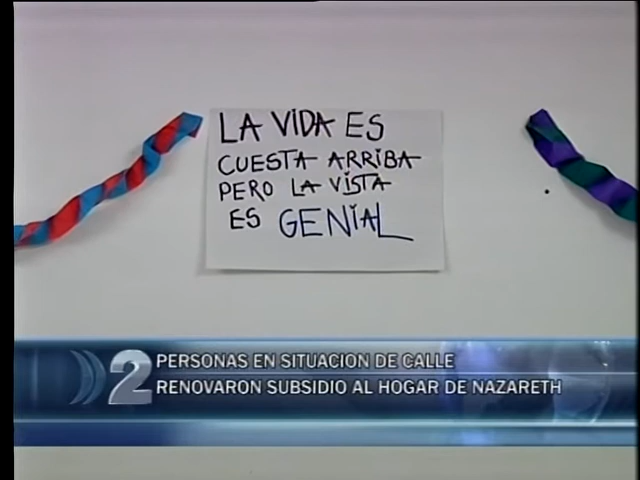 LA VIDA ES
CUESTA ARRIBA
PERO LA VISTA
ES GENIAL
2
PERSONAS EN SITUACION DE CALLE
RENOVARON SUBSIDIO AL HOGAR DE NAZARETH